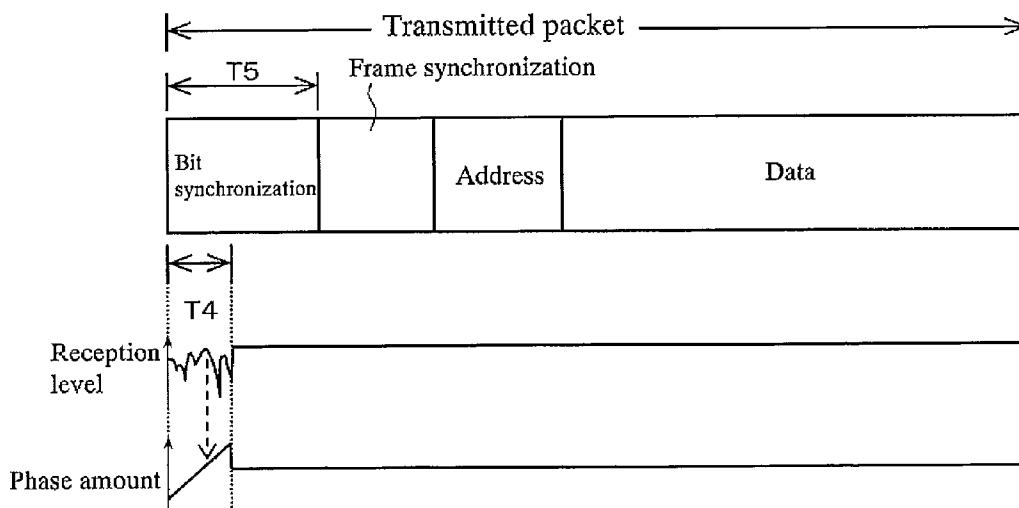 Transmitted packet
T5
Frame synchronization
Bit
synchronization
Address
Data
T4
Reception
level
Phase amount